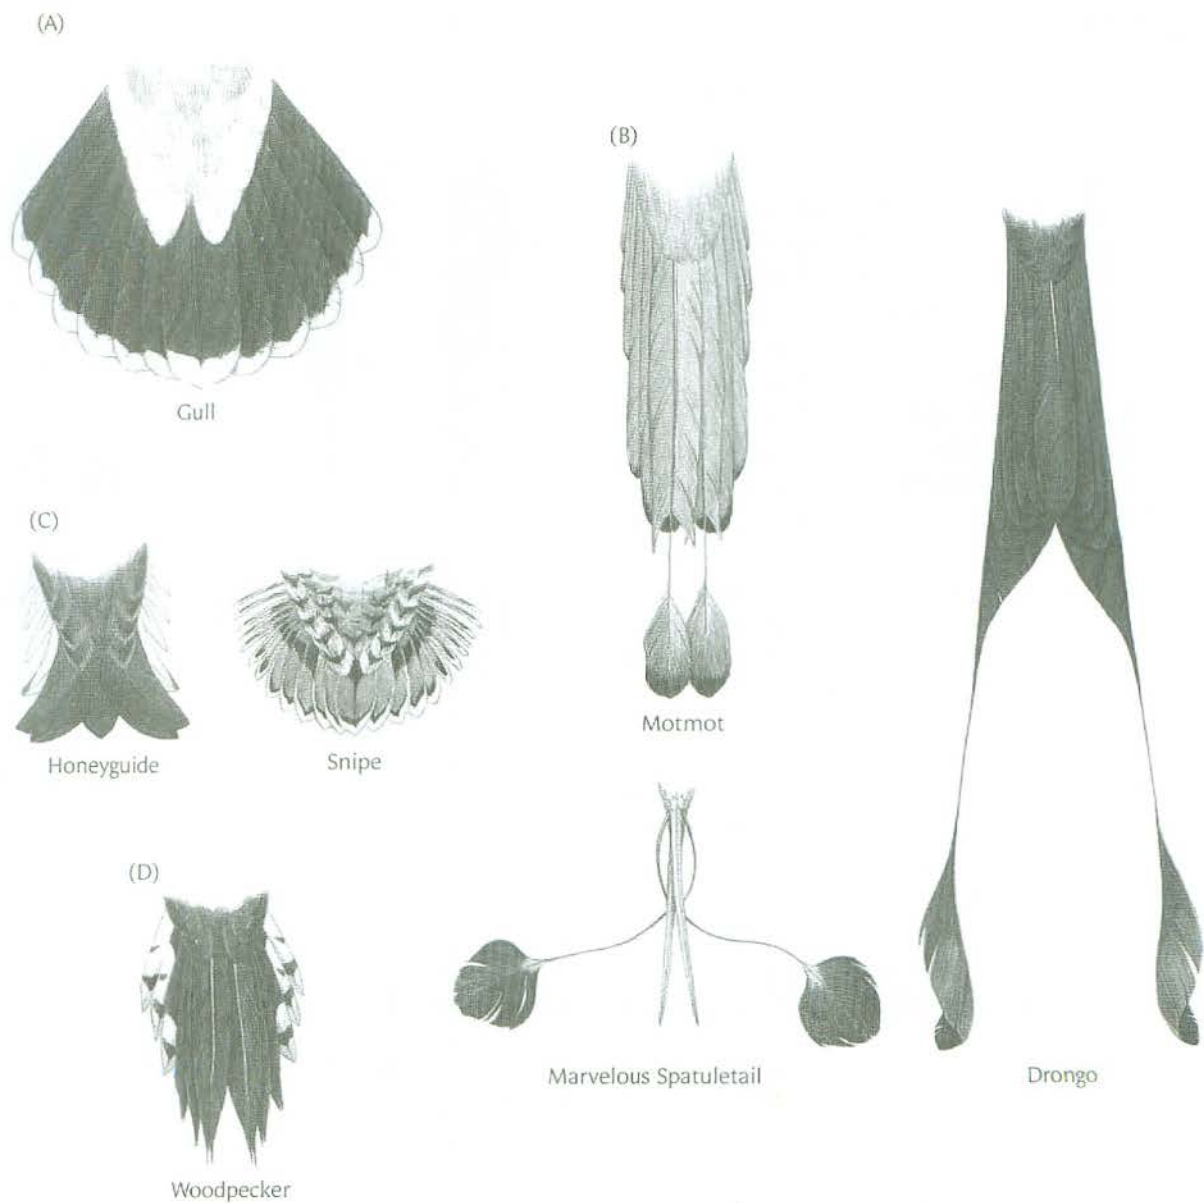 (A)
Gull
(B)
Motmot
Drongo
(C)
Honeyguide
Snipe
Marvelous Spatuletail
(D)
Woodpecker